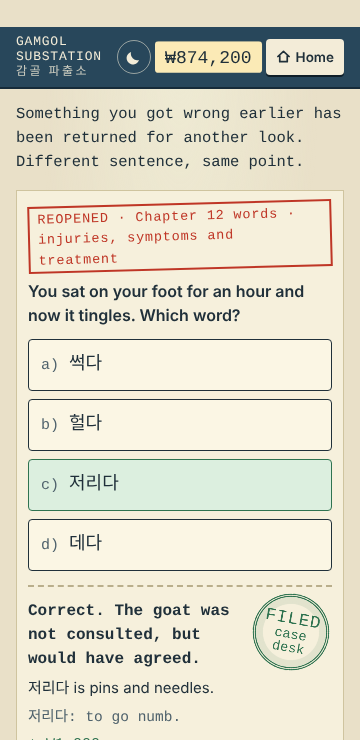 GAMGOL
SUBSTATION
감골 파출소
₩874,200
Home
Something you got wrong earlier has
been returned for another look.
Different sentence, same point.
REOPENED · Chapter 12 words ·
injuries, symptoms and
treatment
You sat on your foot for an hour and
now it tingles. Which word?
a) 썩다
b) 헐다
c) 저리다
d) 데다
Correct. The goat was
not consulted, but
would have agreed.
FILED
case
desk
저리다 is pins and needles.
저리다: to go numb.